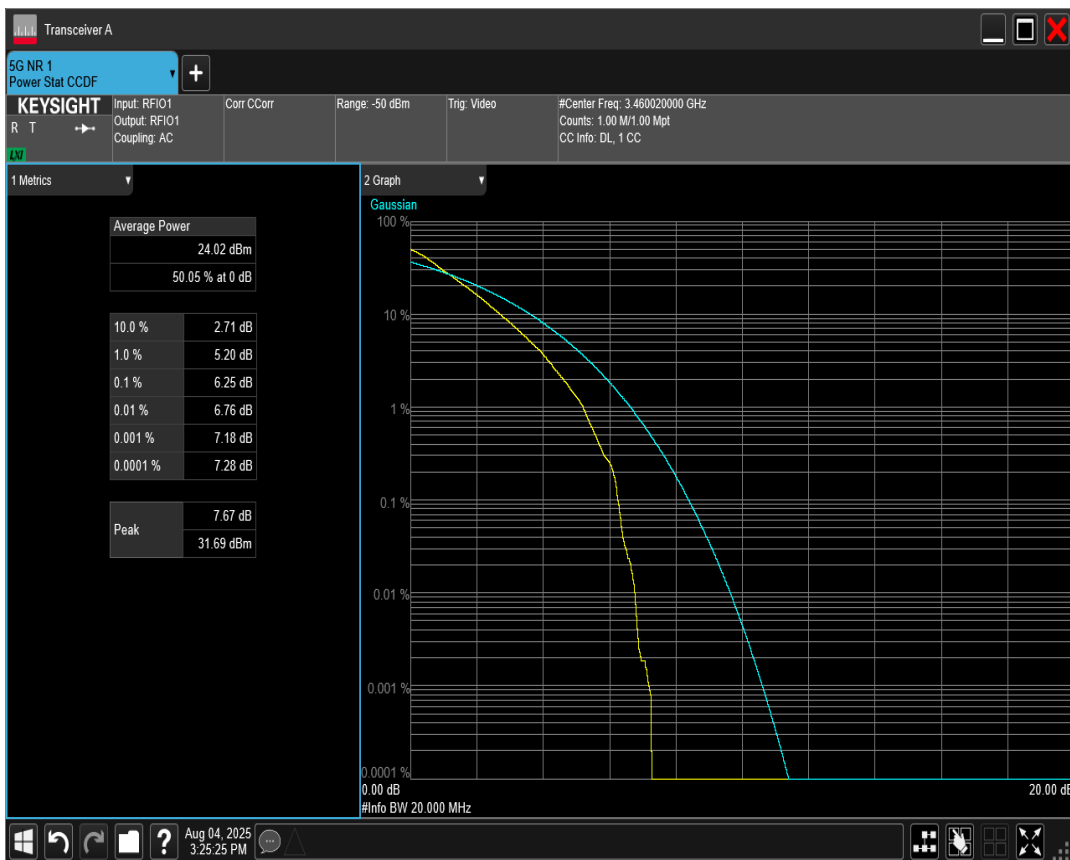 Transceiver A
5G NR 1
Power Stat CCDF
KEYSIGHT
R T
LXI
Input: RFIO1
Output: RFIO1
Coupling: AC
Corr CCorr
Range: -50 dBm
Trig: Video
#Center Freq: 3.460020000 GHz
Counts: 1.00 M/1.00 Mpt
CC Info: DL, 1 CC
1 Metrics
Average Power
24.02 dBm
50.05 % at 0 dB
10.0 % 2.71 dB
1.0 % 5.20 dB
0.1 % 6.25 dB
0.01 % 6.76 dB
0.001 % 7.18 dB
0.0001 % 7.28 dB
Peak 7.67 dB
31.69 dBm
2 Graph
Gaussian
100 %
10 %
1 %
0.1 %
0.01 %
0.001 %
0.0001 %
0.00 dB 20.00 dB
#Info BW 20.000 MHz
?
Aug 04, 2025
3:25:25 PM